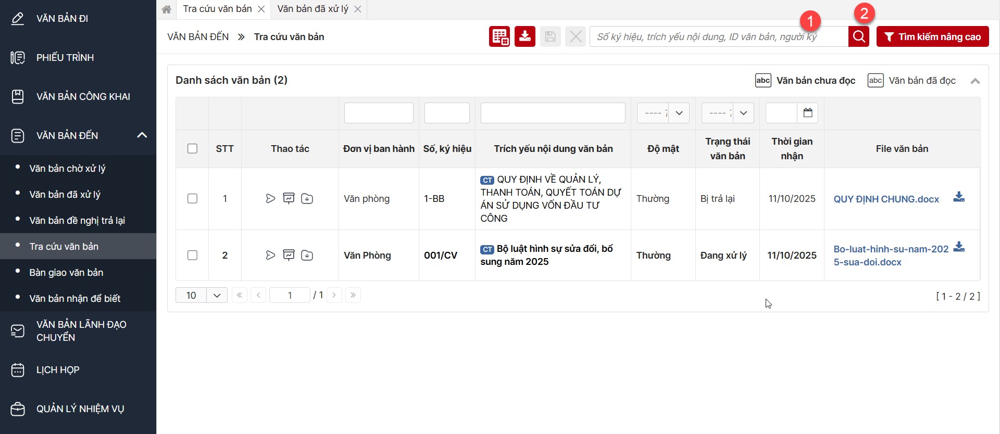 VĂN BẢN ĐI
PHIẾU TRÌNH
VĂN BẢN CÔNG KHAI
VĂN BẢN ĐẾN
Văn bản chờ xử lý
Văn bản đã xử lý
Văn bản đề nghị trả lại
Tra cứu văn bản
Bàn giao văn bản
Văn bản nhận để biết
VĂN BẢN LÃNH ĐẠO
CHUYỂN
LỊCH HỌP
QUẢN LÝ NHIỆM VỤ
Tra cứu văn bản
Văn bản đã xử lý
1
2
VĂN BẢN ĐẾN » Tra cứu văn bản
Số ký hiệu, trích yếu nội dung, ID văn bản, người ký
Tìm kiếm nâng cao
Danh sách văn bản (2)
abc Văn bản chưa đọc
abc Văn bản đã đọc
---- ----
STT Thao tác Đơn vị ban hành Số, ký hiệu Trích yếu nội dung văn bản Độ mật
Trạng thái
văn bản
Thời gian
nhận
File văn bản
1
Văn phòng
1-BB
CT QUY ĐỊNH VỀ QUẢN LÝ,
THANH TOÁN, QUYẾT TOÁN DỰ
ÁN SỬ DỤNG VỐN ĐẦU TƯ
CÔNG
Thường
Bị trả lại
11/10/2025
QUY ĐỊNH CHUNG.docx
2
Văn Phòng
001/CV
CT Bộ luật hình sự sửa đổi, bổ
sung năm 2025
Thường
Đang xử lý
11/10/2025
Bo-luat-hinh-su-nam-202
5-sua-doi.docx
10 « ‹ 1 / 1 › »
[ 1 - 2 / 2 ]